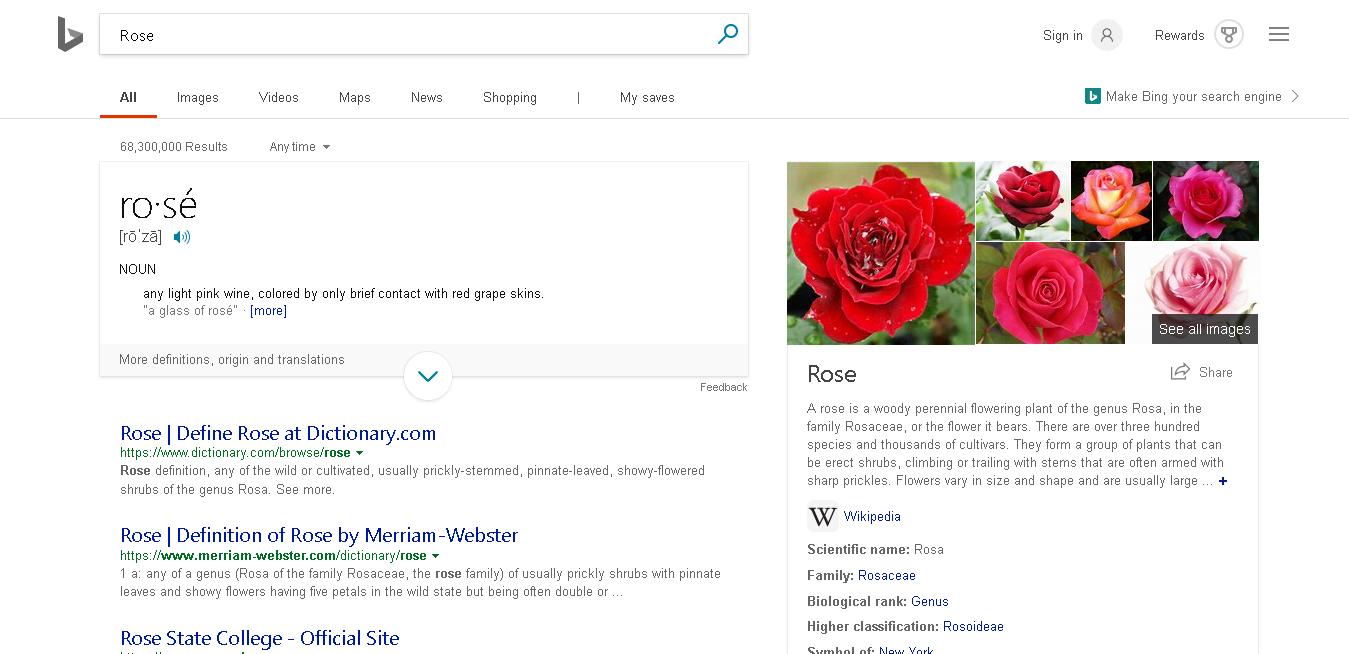 Rose
Sign in
Rewards
All
Images
Videos
Maps
News
Shopping
|
My saves
Make Bing your search engine
68,300,000 Results
Any time
ro·sé
[rōˈzā]
NOUN
any light pink wine, colored by only brief contact with red grape skins.
"a glass of rosé" · [more]
More definitions, origin and translations
Feedback
Rose | Define Rose at Dictionary.com
https://www.dictionary.com/browse/rose
Rose definition, any of the wild or cultivated, usually prickly-stemmed, pinnate-leaved, showy-flowered
shrubs of the genus Rosa. See more.
Rose | Definition of Rose by Merriam-Webster
https://www.merriam-webster.com/dictionary/rose
1 a: any of a genus (Rosa of the family Rosaceae, the rose family) of usually prickly shrubs with pinnate
leaves and showy flowers having five petals in the wild state but being often double or ...
Rose State College - Official Site
See all images
Rose
Share
A rose is a woody perennial flowering plant of the genus Rosa, in the
family Rosaceae, or the flower it bears. There are over three hundred
species and thousands of cultivars. They form a group of plants that can
be erect shrubs, climbing or trailing with stems that are often armed with
sharp prickles. Flowers vary in size and shape and are usually large ... +
W Wikipedia
Scientific name: Rosa
Family: Rosaceae
Biological rank: Genus
Higher classification: Rosoideae
Symbol of: New York